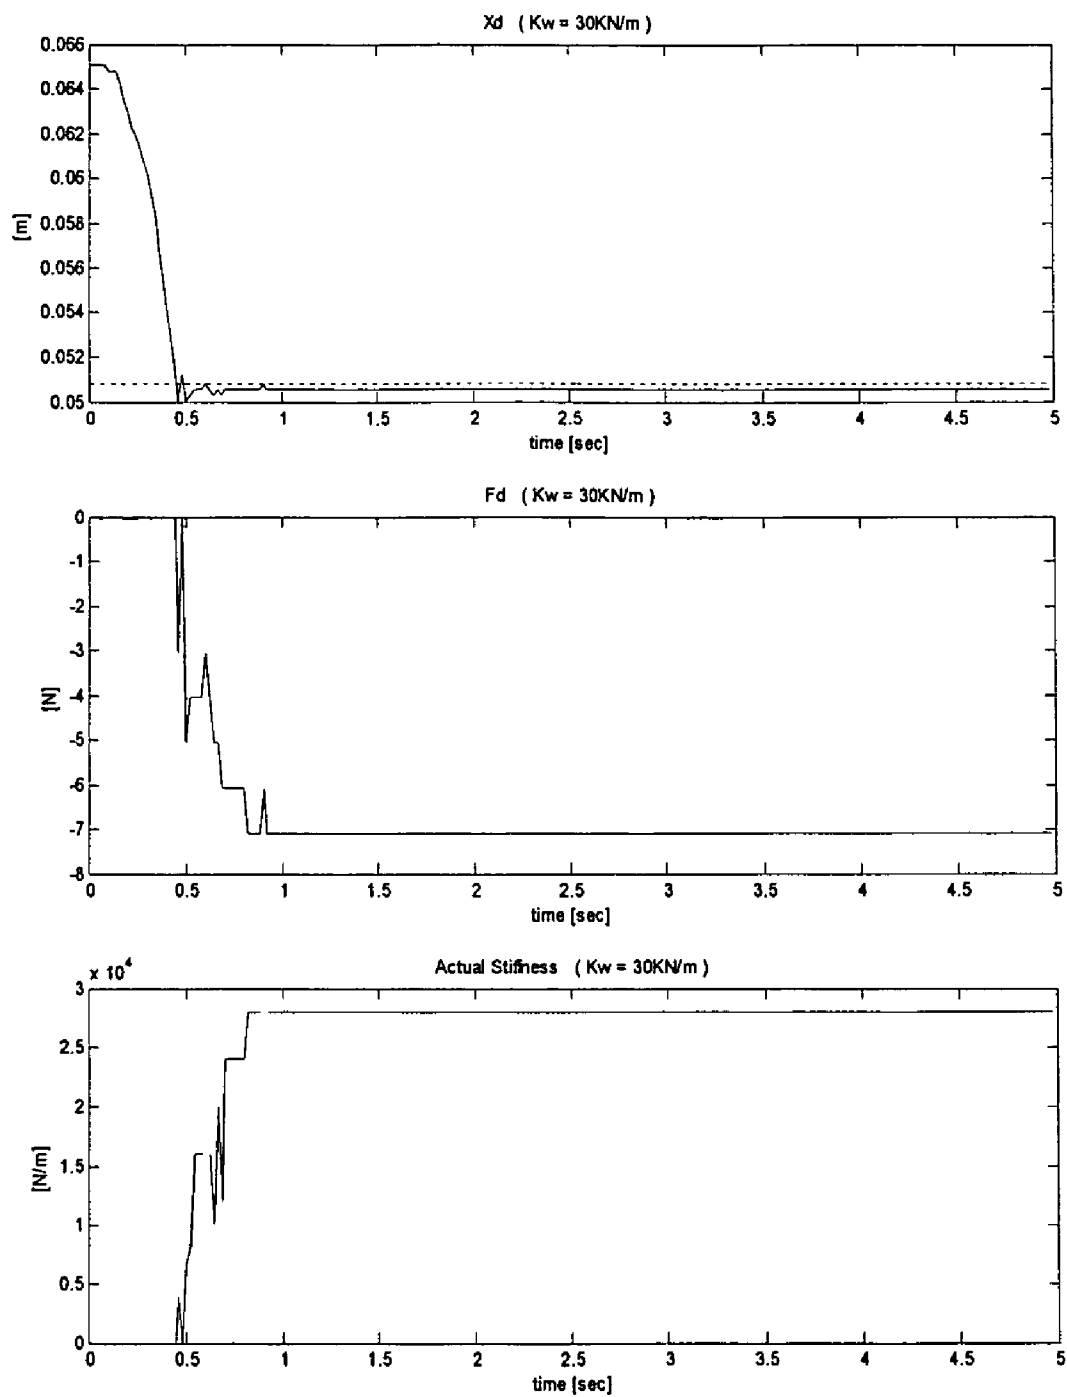 Xd ( Kw = 30KN/m )
0.066
0.064
0.062
0.06
0.058
0.056
0.054
0.052
0.05
[m]
0 0.5 1 1.5 2 2.5 3 3.5 4 4.5 5
time [sec]
Fd ( Kw = 30KN/m )
0
-1
-2
-3
-4
-5
-6
-7
-8
[N]
0 0.5 1 1.5 2 2.5 3 3.5 4 4.5 5
time [sec]
Actual Stiffness ( Kw = 30KN/m )
x 10^4
3
2.5
2
1.5
1
0.5
0
[N/m]
0 0.5 1 1.5 2 2.5 3 3.5 4 4.5 5
time [sec]